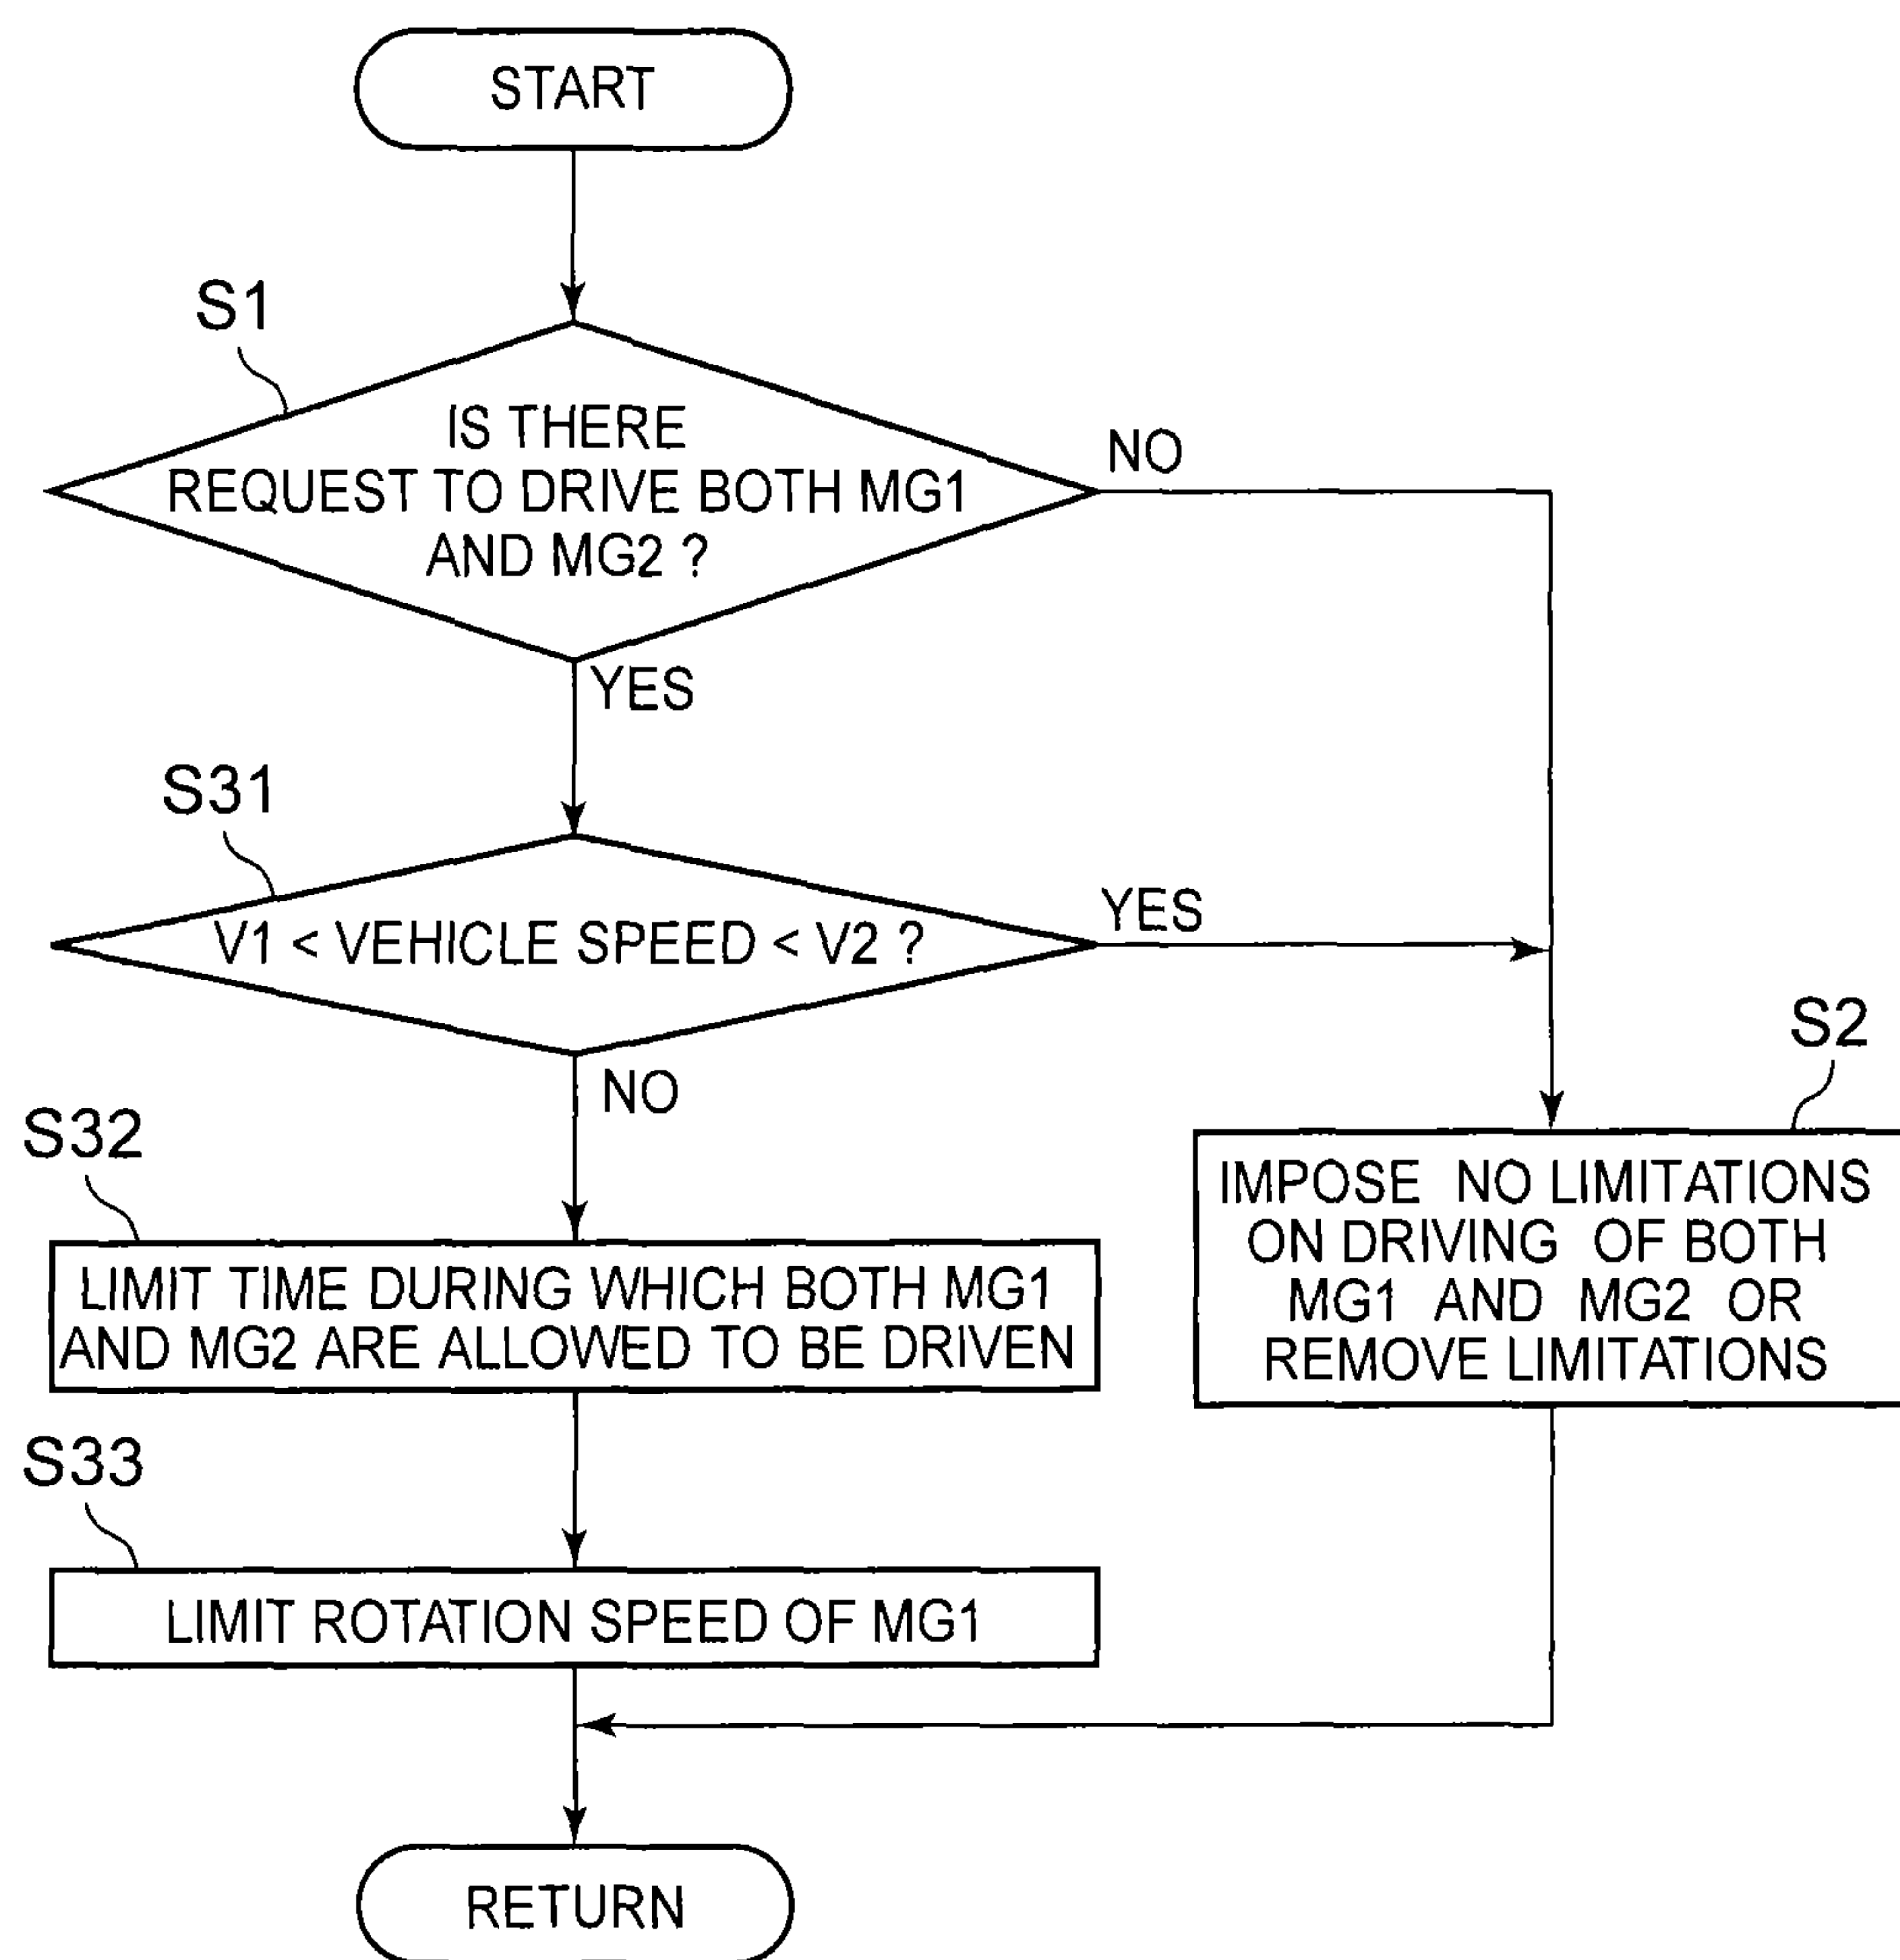 START
S1
IS THERE
REQUEST TO DRIVE BOTH MG1
AND MG2 ?
NO
YES
S31
V1 < VEHICLE SPEED < V2 ?
YES
NO
S2
IMPOSE NO LIMITATIONS
ON DRIVING OF BOTH
MG1 AND MG2 OR
REMOVE LIMITATIONS
S32
LIMIT TIME DURING WHICH BOTH MG1
AND MG2 ARE ALLOWED TO BE DRIVEN
S33
LIMIT ROTATION SPEED OF MG1
RETURN